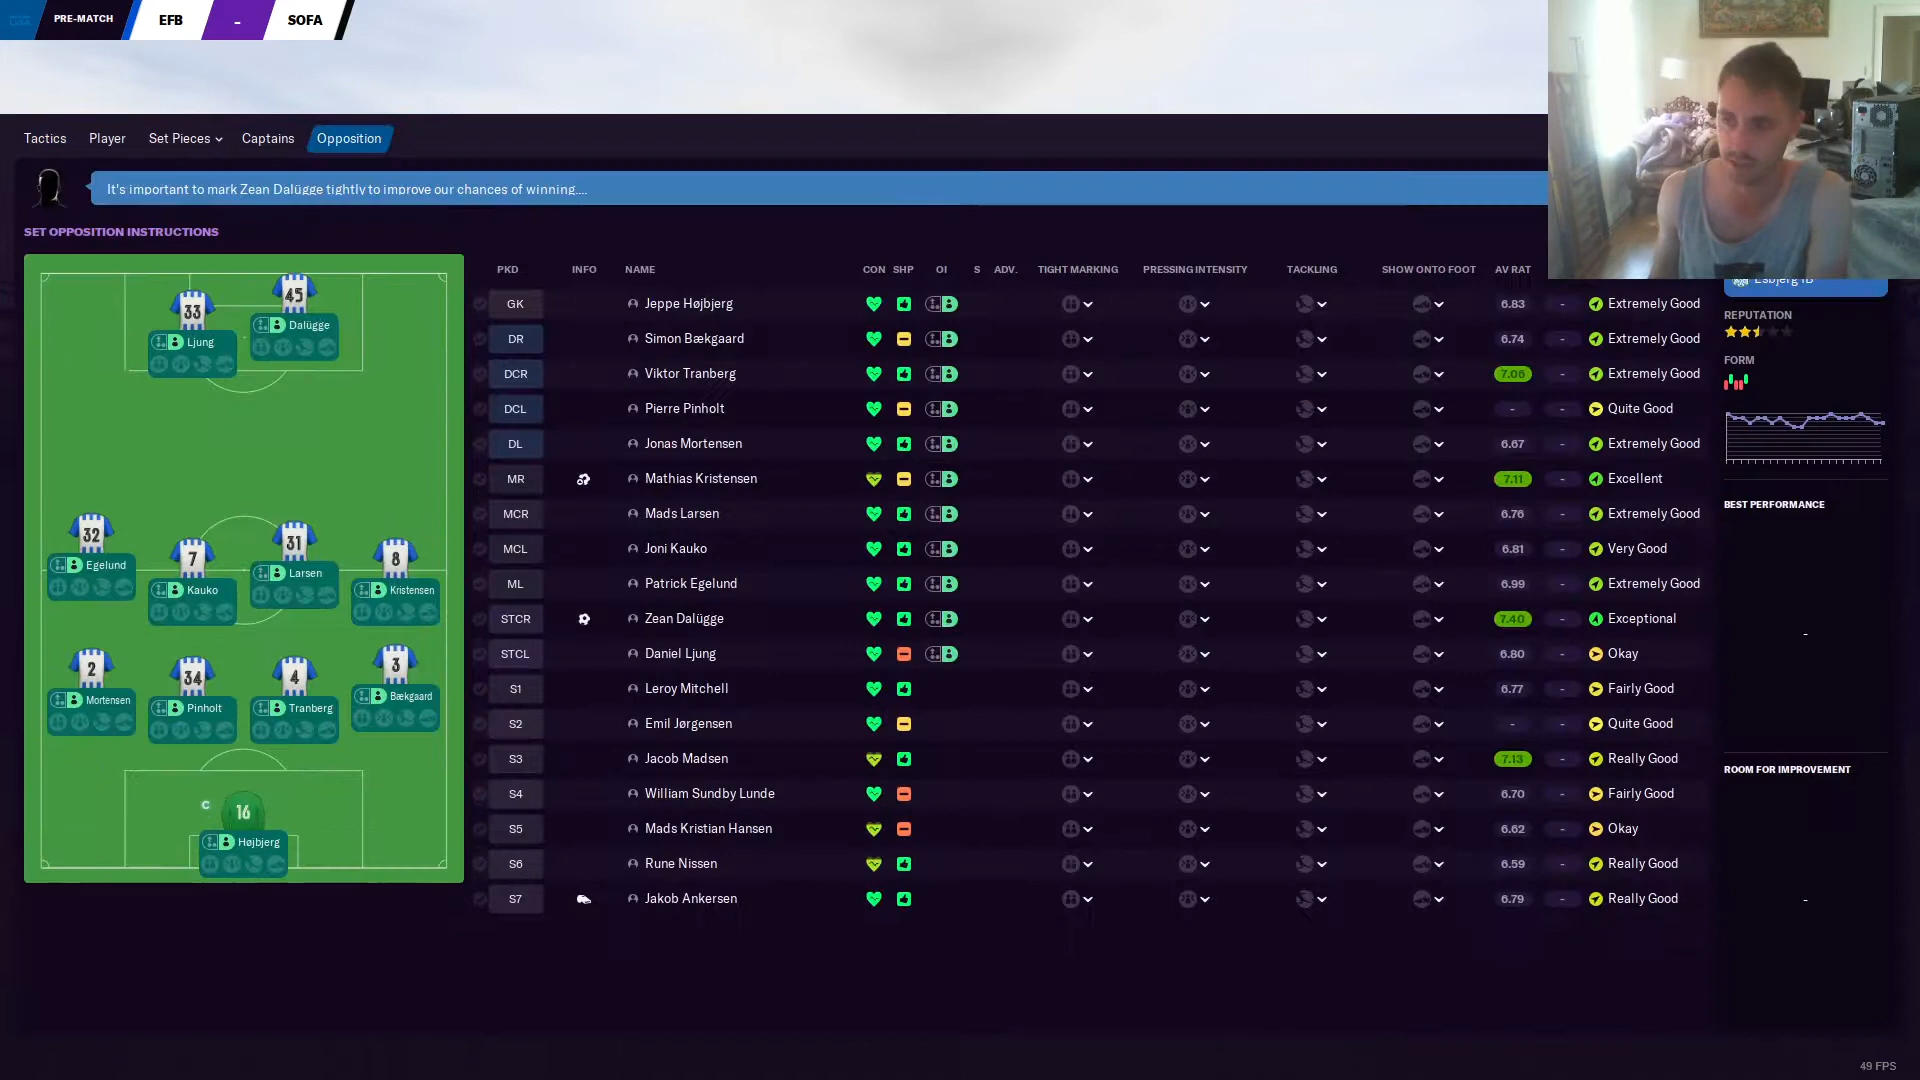 PRE-MATCH EFB - SOFA
Tactics Player Set Pieces Captains Opposition
It's important to mark Zean Dalügge tightly to improve our chances of winning....
SET OPPOSITION INSTRUCTIONS
PKD INFO NAME CON SHP OI S ADV. TIGHT MARKING PRESSING INTENSITY TACKLING SHOW ONTO FOOT AV RAT
GK Jeppe Højbjerg 6.83 - Extremely Good
DR Simon Bækgaard 6.74 - Extremely Good
DCR Viktor Tranberg 7.05 - Extremely Good
DCL Pierre Pinholt - - Quite Good
DL Jonas Mortensen 6.67 - Extremely Good
MR Mathias Kristensen 7.11 - Excellent
MCR Mads Larsen 6.76 - Extremely Good
MCL Joni Kauko 6.81 - Very Good
ML Patrick Egelund 6.99 - Extremely Good
STCR Zean Dalügge 7.40 - Exceptional
STCL Daniel Ljung 6.80 - Okay
S1 Leroy Mitchell 6.77 - Fairly Good
S2 Emil Jørgensen - - Quite Good
S3 Jacob Madsen 7.13 - Really Good
S4 William Sundby Lunde 6.70 - Fairly Good
S5 Mads Kristian Hansen 6.62 - Okay
S6 Rune Nissen 6.59 - Really Good
S7 Jakob Ankersen 6.79 - Really Good
33 45
Ljung Dalügge
32 7 31 8
Egelund Kauko Larsen Kristensen
2 34 4 3
Mortensen Pinholt Tranberg Bækgaard
C 16
Højbjerg
Esbjerg fB
REPUTATION
FORM
BEST PERFORMANCE
-
ROOM FOR IMPROVEMENT
-
49 FPS